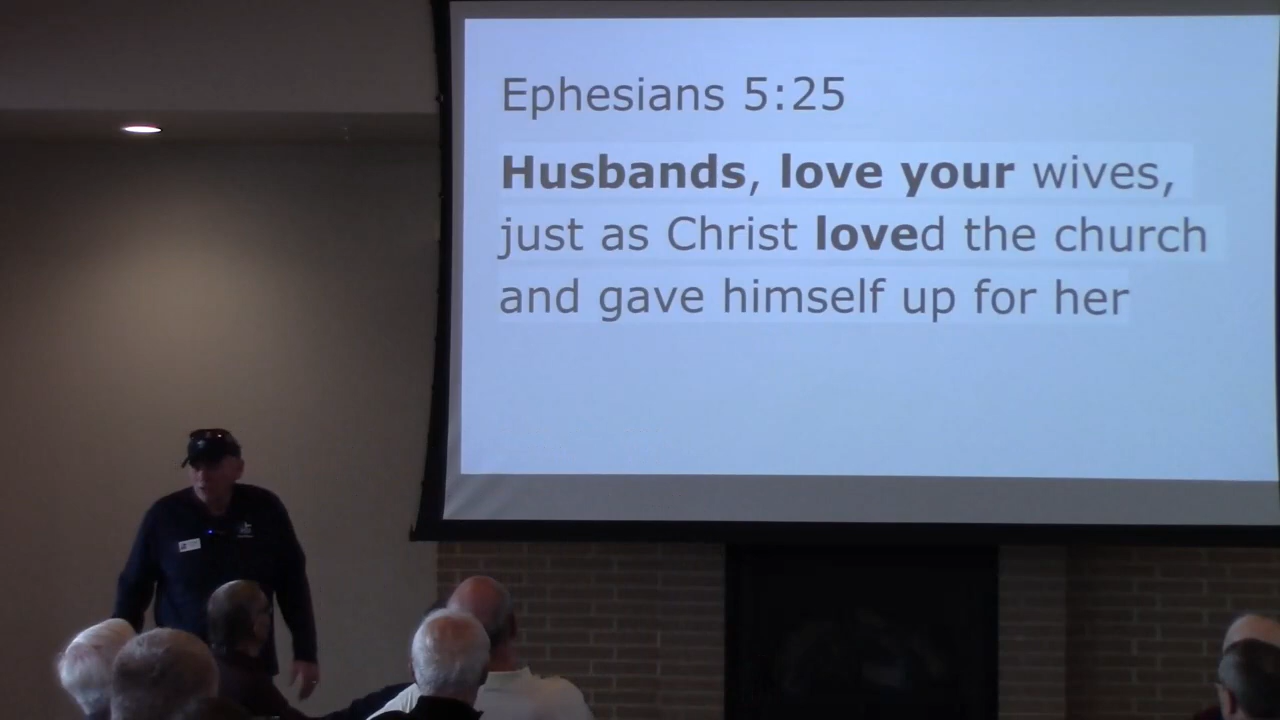 Ephesians 5:25
Husbands, love your wives,
just as Christ loved the church
and gave himself up for her